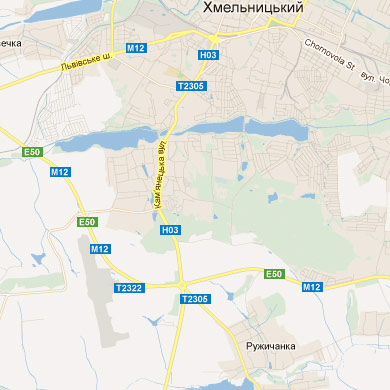 Хмельницький
Chornovola St
вул. Чо
ечка
M12
H03
Львівське ш.
T2305
E50
M12
Кам'янецька вул.
E50
H03
M12
E50
T2322
M12
T2305
Ружичанка